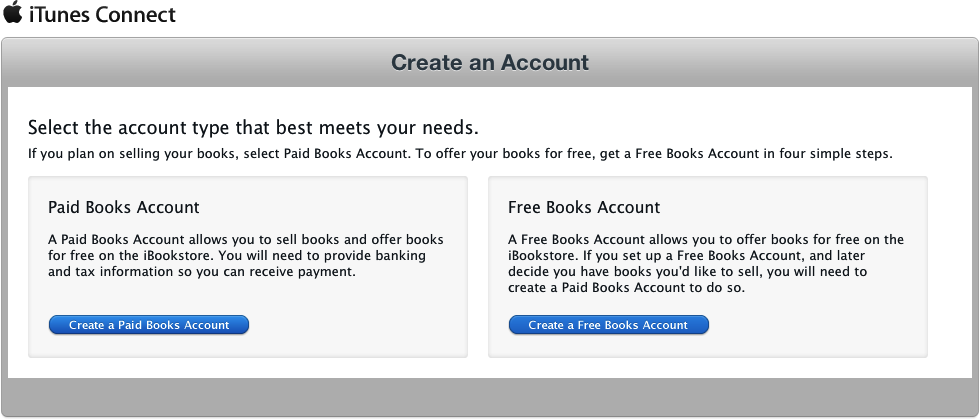 iTunes Connect
Create an Account
Select the account type that best meets your needs.
If you plan on selling your books, select Paid Books Account. To offer your books for free, get a Free Books Account in four simple steps.
Paid Books Account
A Paid Books Account allows you to sell books and offer books
for free on the iBookstore. You will need to provide banking
and tax information so you can receive payment.
Create a Paid Books Account
Free Books Account
A Free Books Account allows you to offer books for free on the
iBookstore. If you set up a Free Books Account, and later
decide you have books you'd like to sell, you will need to
create a Paid Books Account to do so.
Create a Free Books Account